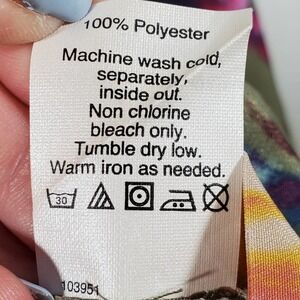 100% Polyester
Machine wash cold,
separately,
inside out.
Non chlorine
bleach only.
Tumble dry low.
Warm iron as needed.
30
103951